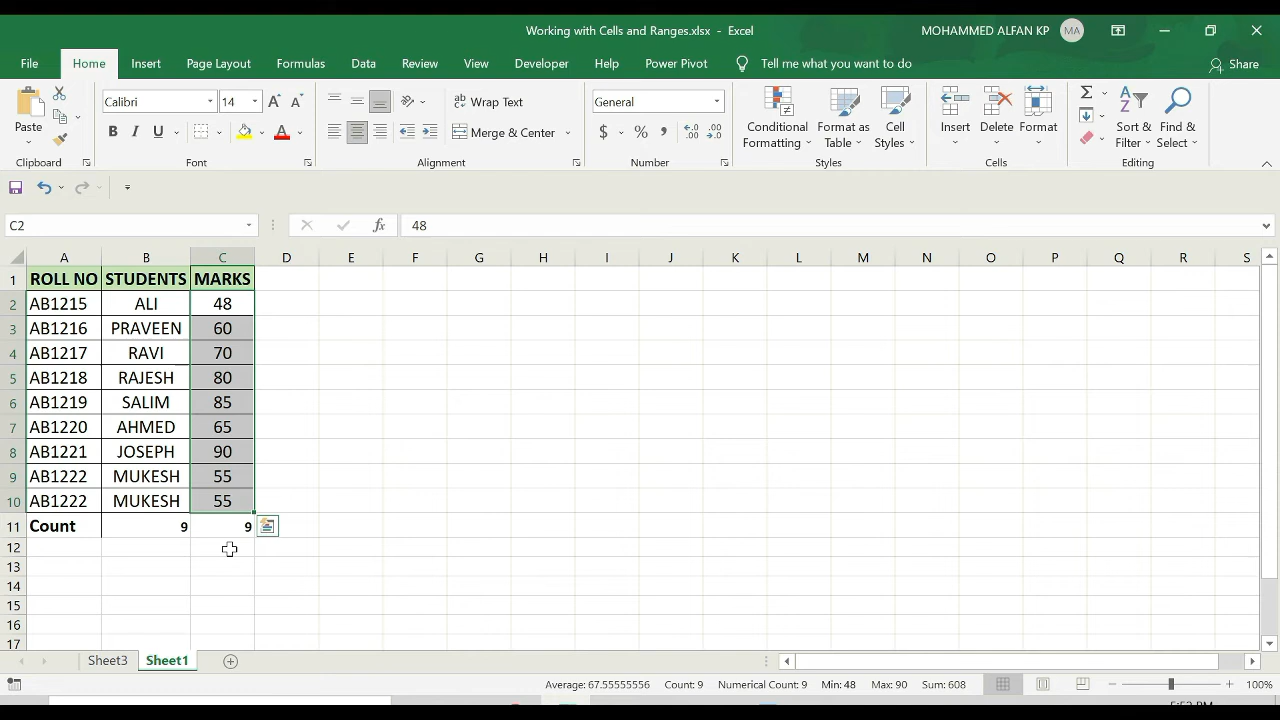 Working with Cells and Ranges.xlsx - Excel
MOHAMMED ALFAN KP
MA
File Home Insert Page Layout Formulas Data Review View Developer Help Power Pivot Tell me what you want to do Share
Paste
Calibri 14
B I U
Wrap Text
Merge & Center
General
$ % ,
Conditional Formatting
Format as Table
Cell Styles
Insert
Delete
Format
Sort & Filter
Find & Select
Clipboard Font Alignment Number Styles Cells Editing
C2 fx 48
A B C D E F G H I J K L M N O P Q R S
1 ROLL NO STUDENTS MARKS
2 AB1215 ALI 48
3 AB1216 PRAVEEN 60
4 AB1217 RAVI 70
5 AB1218 RAJESH 80
6 AB1219 SALIM 85
7 AB1220 AHMED 65
8 AB1221 JOSEPH 90
9 AB1222 MUKESH 55
10 AB1222 MUKESH 55
11 Count 9 9
12
13
14
15
16
17
Sheet3 Sheet1
Average: 67.55555556 Count: 9 Numerical Count: 9 Min: 48 Max: 90 Sum: 608 100%